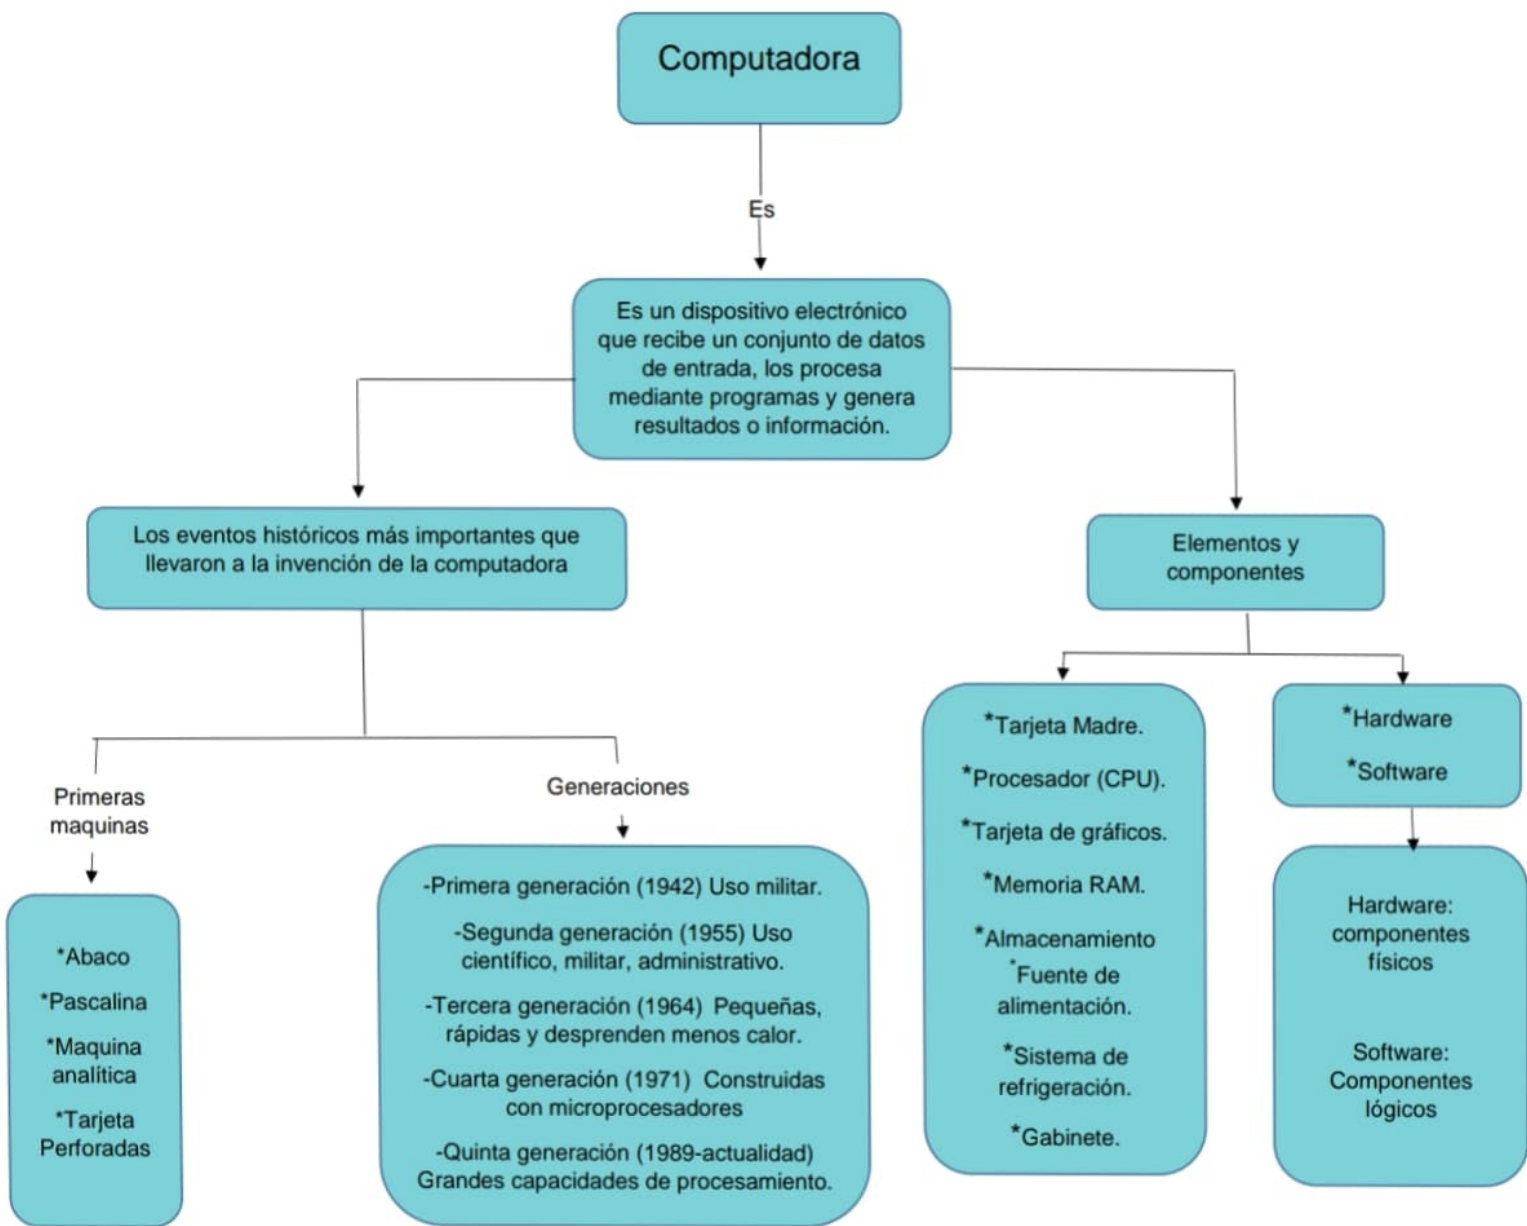 Computadora
Es
Es un dispositivo electrónico
que recibe un conjunto de datos
de entrada, los procesa
mediante programas y genera
resultados o información.
Los eventos históricos más importantes que
llevaron a la invención de la computadora
Elementos y
componentes
Primeras
maquinas
*Abaco
*Pascalina
*Maquina
analítica
*Tarjeta
Perforadas
Generaciones
-Primera generación (1942) Uso militar.
-Segunda generación (1955) Uso
científico, militar, administrativo.
-Tercera generación (1964) Pequeñas,
rápidas y desprenden menos calor.
-Cuarta generación (1971) Construidas
con microprocesadores
-Quinta generación (1989-actualidad)
Grandes capacidades de procesamiento.
*Tarjeta Madre.
*Procesador (CPU).
*Tarjeta de gráficos.
*Memoria RAM.
*Almacenamiento
*Fuente de
alimentación.
*Sistema de
refrigeración.
*Gabinete.
*Hardware
*Software
Hardware:
componentes
físicos
Software:
Componentes
lógicos